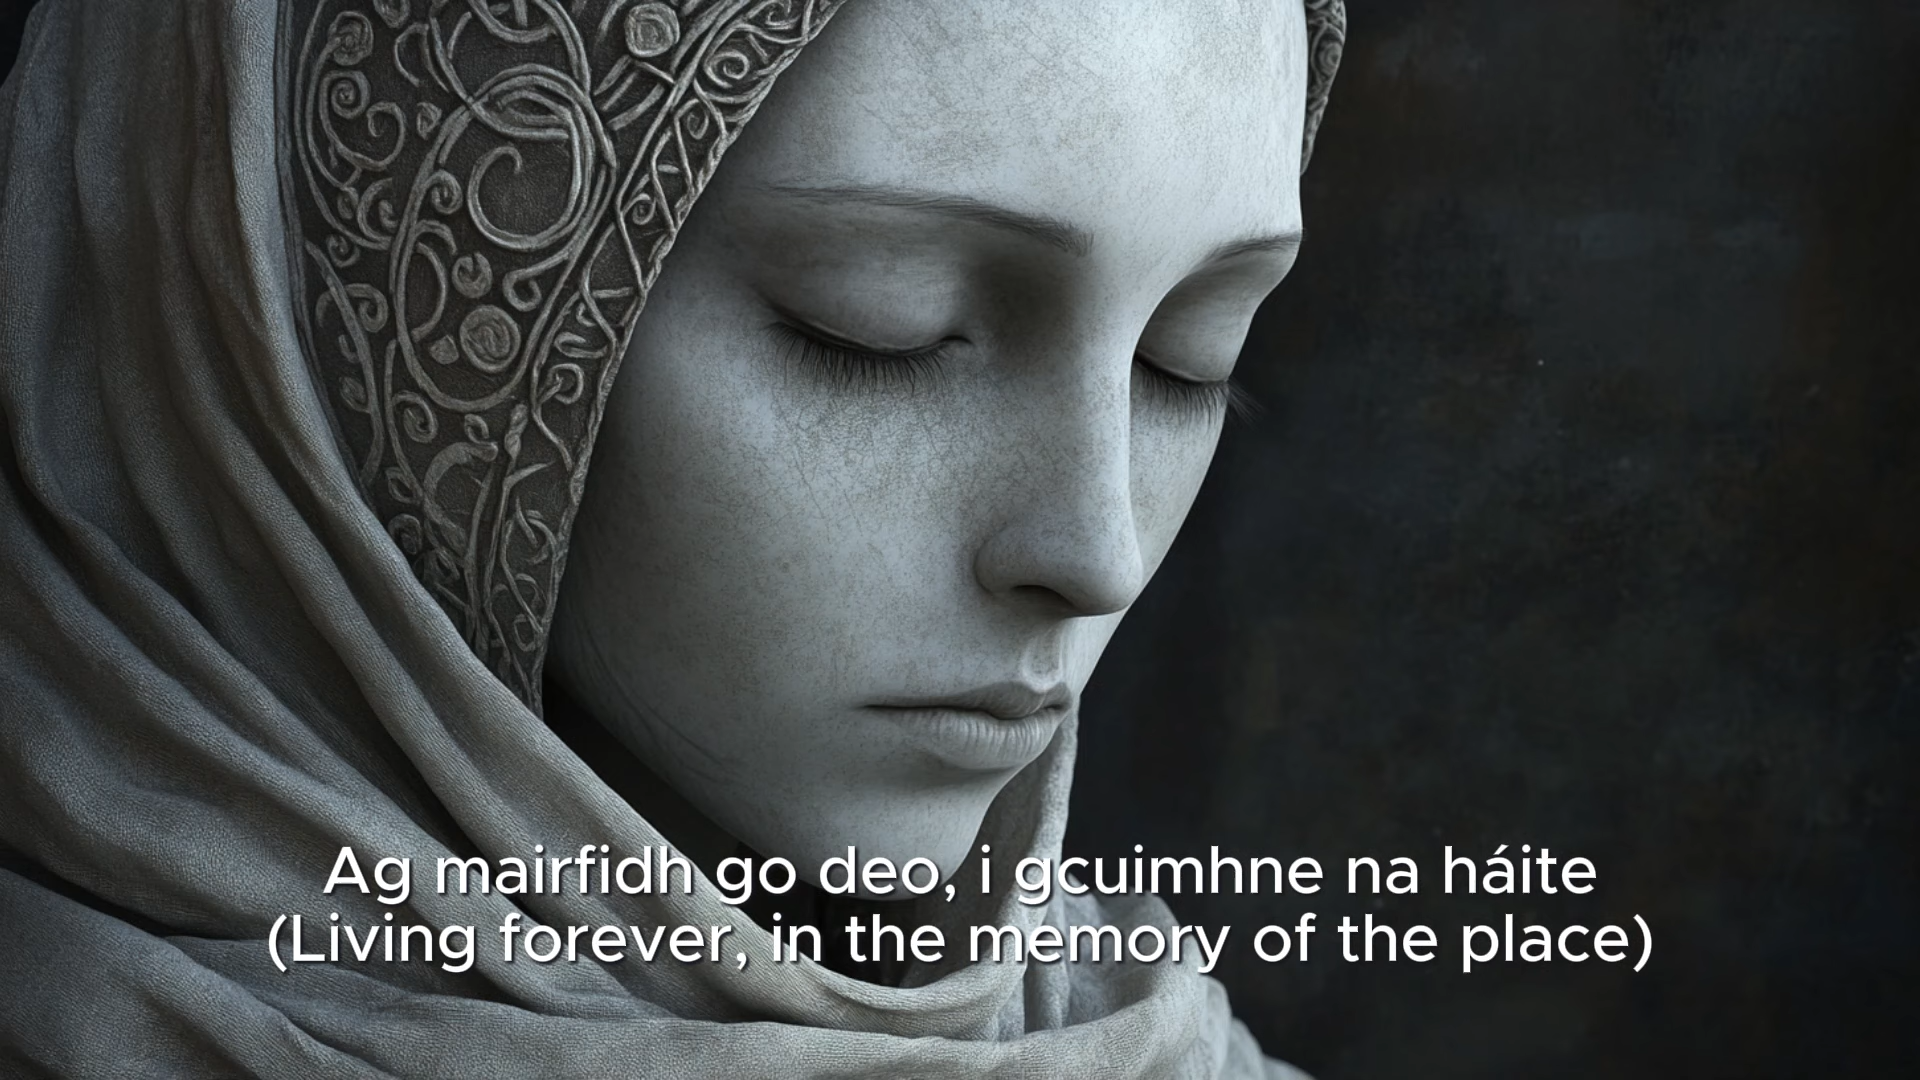 Ag mairfidh go deo, i gcuimhne na háite
(Living forever, in the memory of the place)